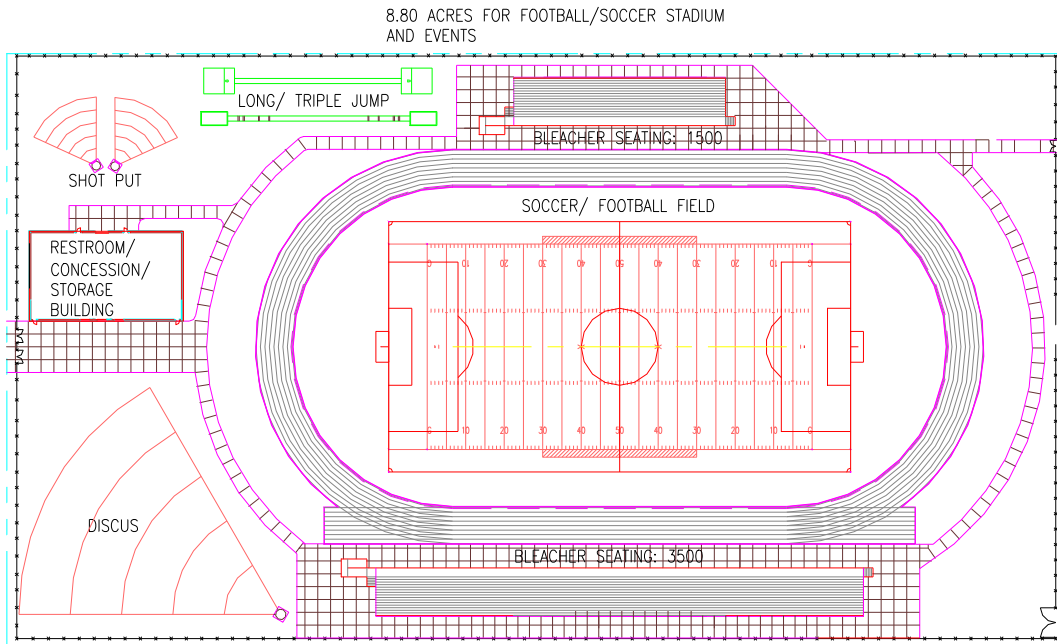 8.80 ACRES FOR FOOTBALL/SOCCER STADIUM
AND EVENTS
LONG/ TRIPLE JUMP
BLEACHER SEATING: 1500
SHOT PUT
SOCCER/ FOOTBALL FIELD
RESTROOM/
CONCESSION/
STORAGE
BUILDING
G 10 20 30 40 50 40 30 20 10 G
G 10 20 30 40 50 40 30 20 10 G
DISCUS
BLEACHER SEATING: 3500